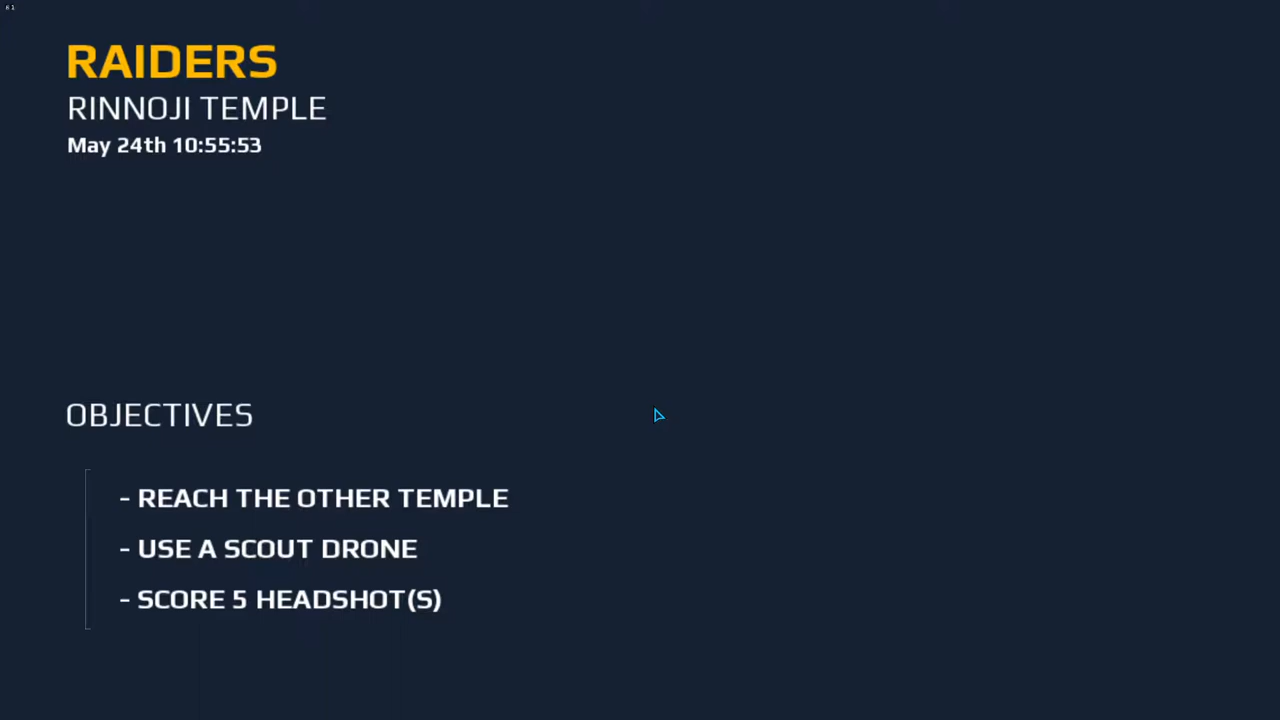 RAIDERS
RINNOJI TEMPLE
May 24th 10:55:53
OBJECTIVES
- REACH THE OTHER TEMPLE
- USE A SCOUT DRONE
- SCORE 5 HEADSHOT(S)